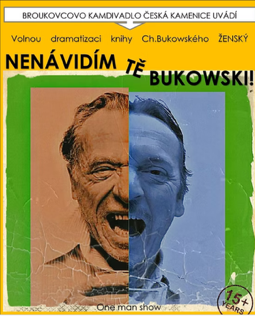 BROUKOVCOVO KAMDIVADLO ČESKÁ KAMENICE UVÁDÍ
Volnou dramatizaci knihy Ch.Bukowského ŽENSKÝ
NENÁVIDÍM TĚ BUKOWSKI!
One man show
15+
YEARS